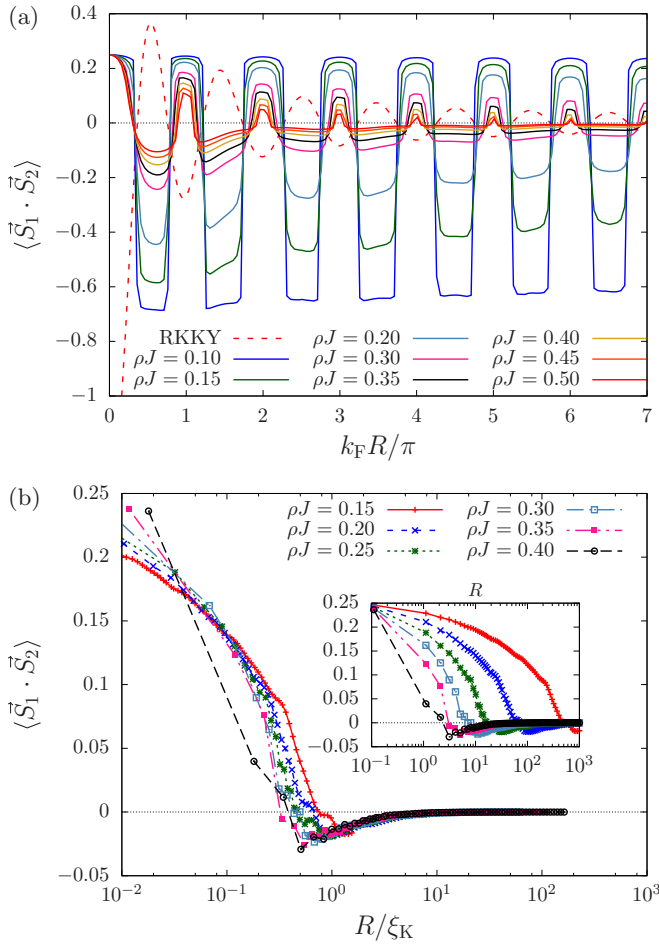 (a)
0.4
0.2
0
−0.2
−0.4
−0.6
−0.8
−1
⟨S⃗₁ · S⃗₂⟩
RKKY
ρJ = 0.10
ρJ = 0.15
ρJ = 0.20
ρJ = 0.30
ρJ = 0.35
ρJ = 0.40
ρJ = 0.45
ρJ = 0.50
0 1 2 3 4 5 6 7
k_F R/π
(b)
0.25
0.2
0.15
0.1
0.05
0
−0.05
⟨S⃗₁ · S⃗₂⟩
ρJ = 0.15
ρJ = 0.20
ρJ = 0.25
ρJ = 0.30
ρJ = 0.35
ρJ = 0.40
R
0.25
0.2
0.15
0.1
0.05
0
−0.05
10⁻¹ 10⁰ 10¹ 10² 10³
10⁻² 10⁻¹ 10⁰ 10¹ 10² 10³
R/ξ_K